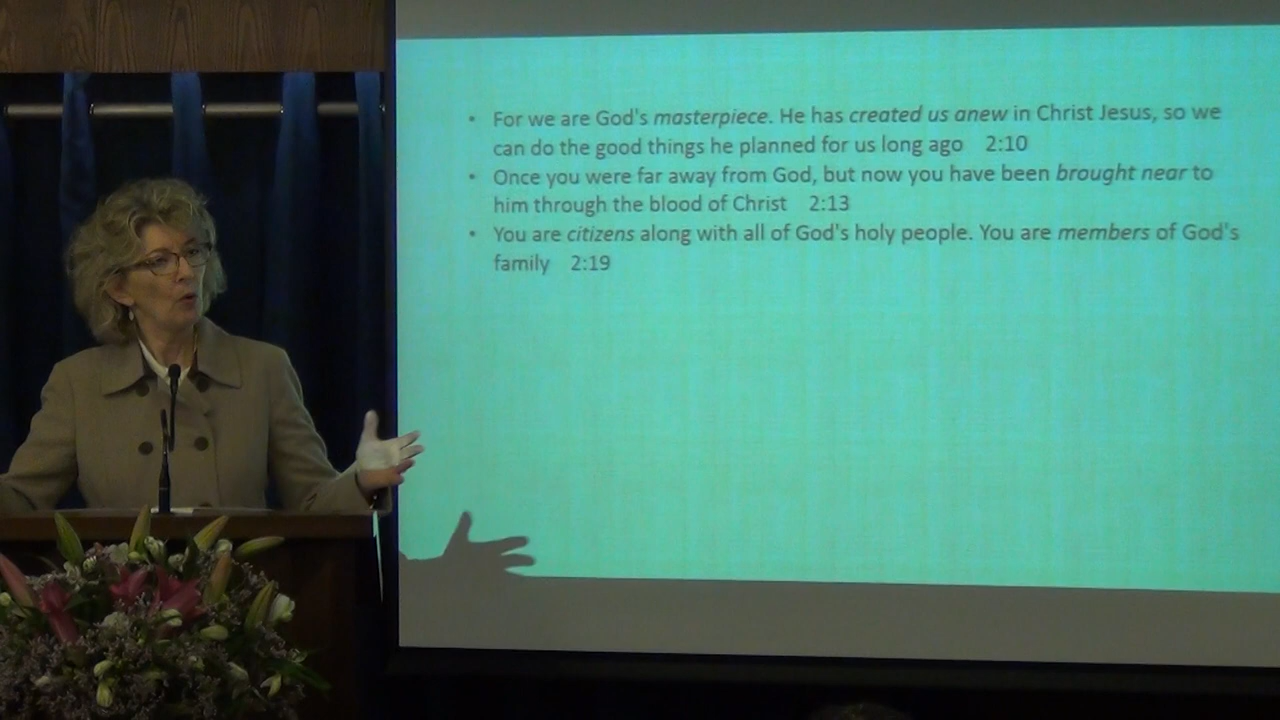 • For we are God's masterpiece. He has created us anew in Christ Jesus, so we
can do the good things he planned for us long ago 2:10
• Once you were far away from God, but now you have been brought near to
him through the blood of Christ 2:13
• You are citizens along with all of God's holy people. You are members of God's
family 2:19